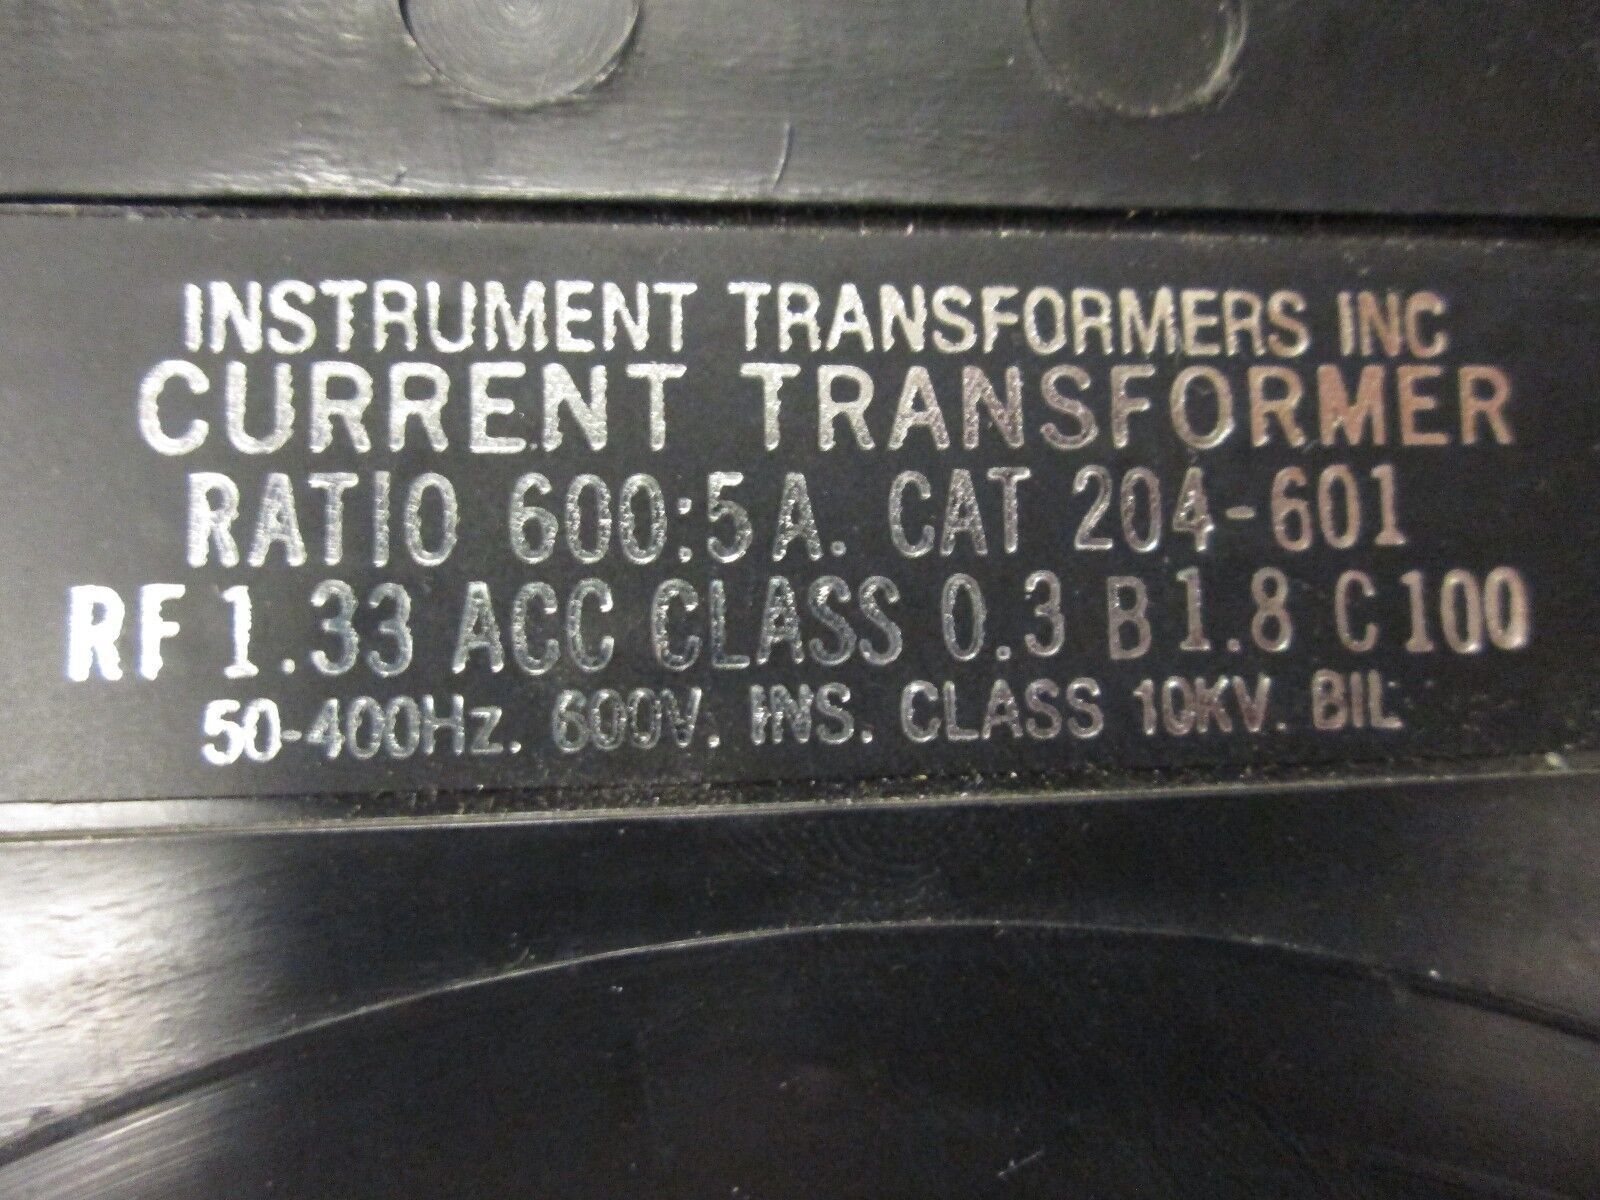 INSTRUMENT TRANSFORMERS INC
CURRENT TRANSFORMER
RATIO 600:5A. CAT 204-601
RF 1.33 ACC CLASS 0.3 B1.8 C100
50-400Hz. 600V. INS. CLASS 10KV. BIL